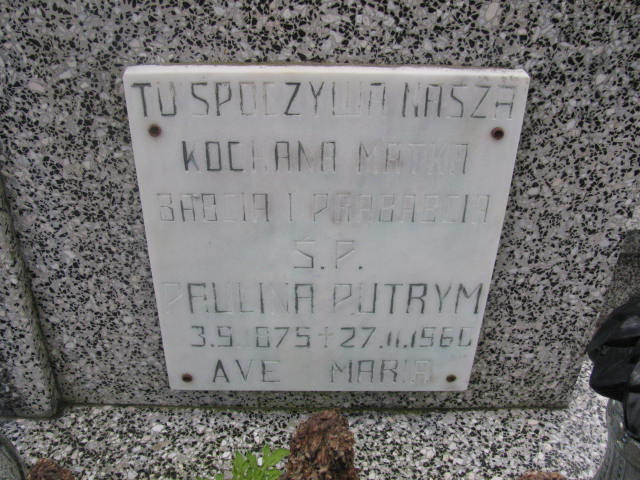 TU SPOCZYWA NASZA
KOCHANA MATKA
BABCIA I PRABABCIA
Ś.P.
PAULINA PUTRYM
3.9.1875 + 27.11.1960
AVE MARIA